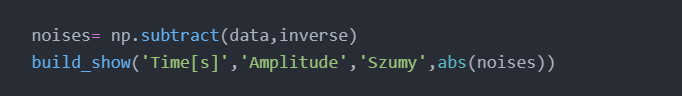 noises= np.subtract(data,inverse)
build_show('Time[s]','Amplitude','Szumy',abs(noises))